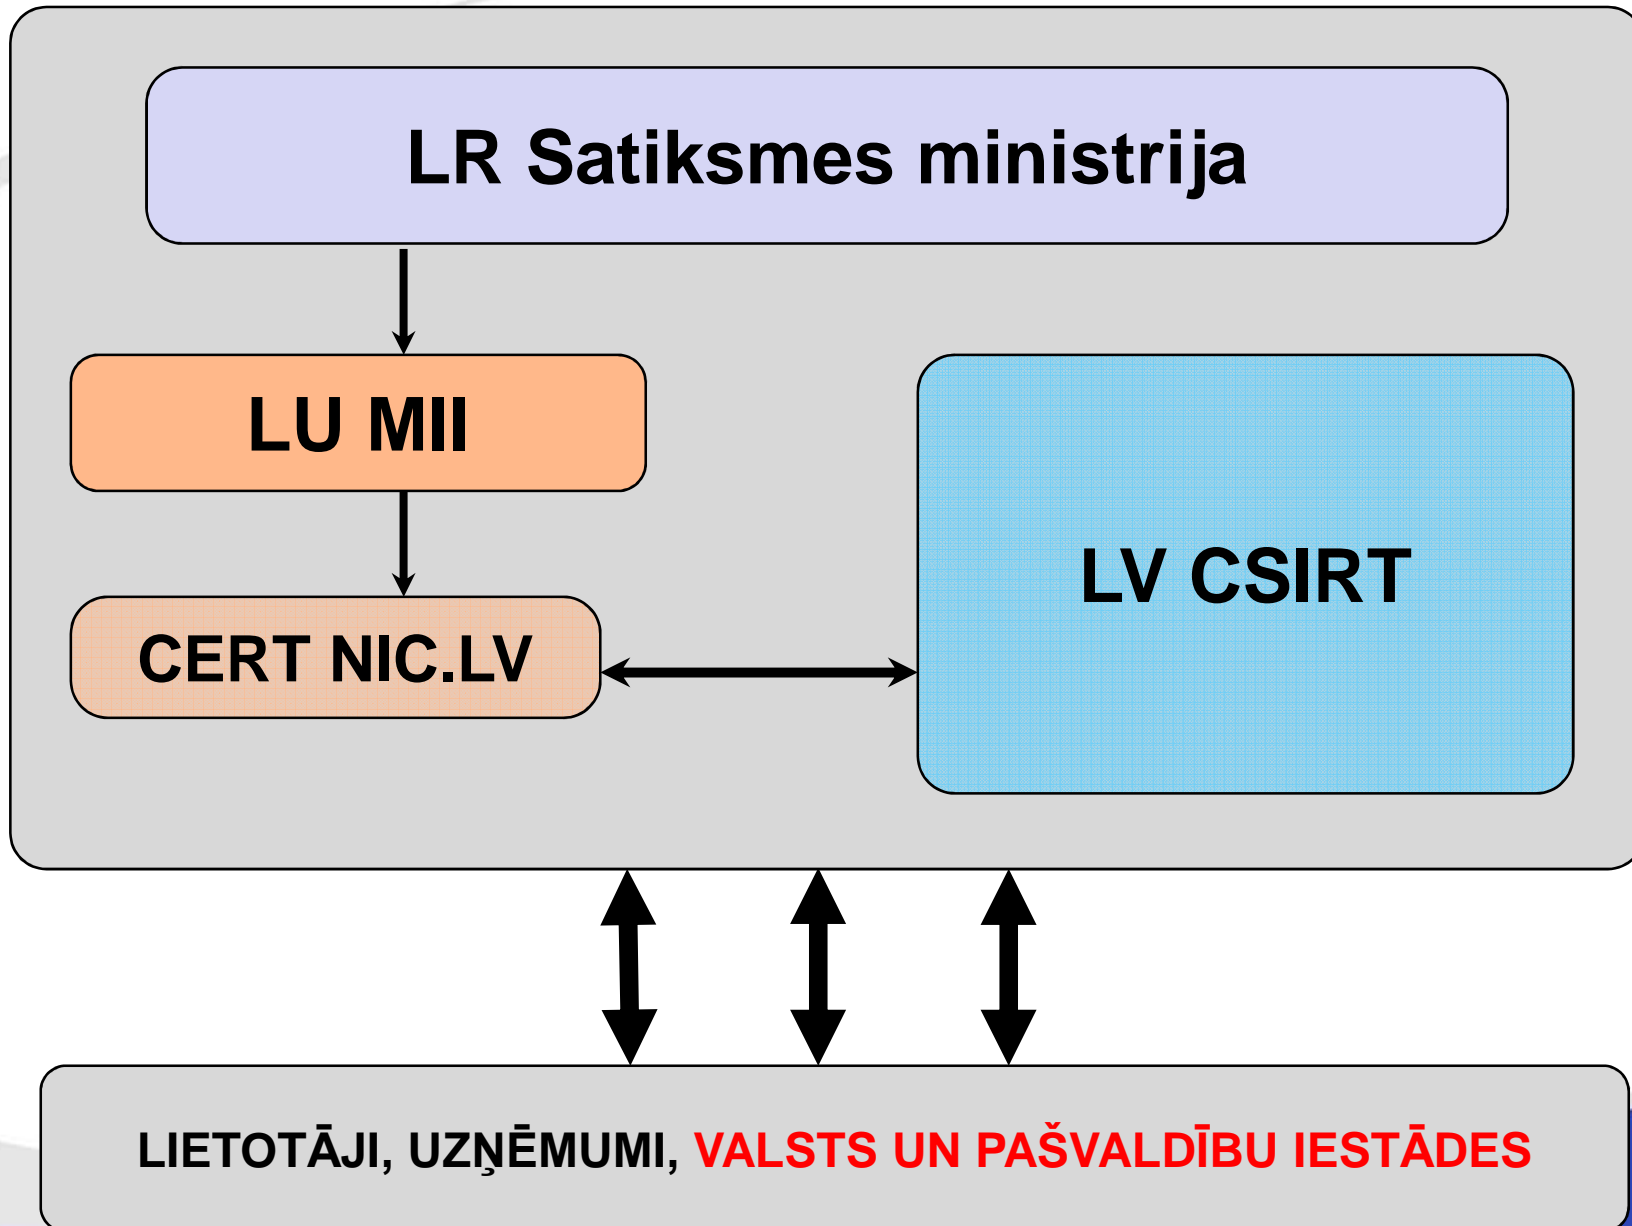 LR Satiksmes ministrija
LU MII
LV CSIRT
CERT NIC.LV
LIETOTĀJI, UZŅĒMUMI, VALSTS UN PAŠVALDĪBU IESTĀDES